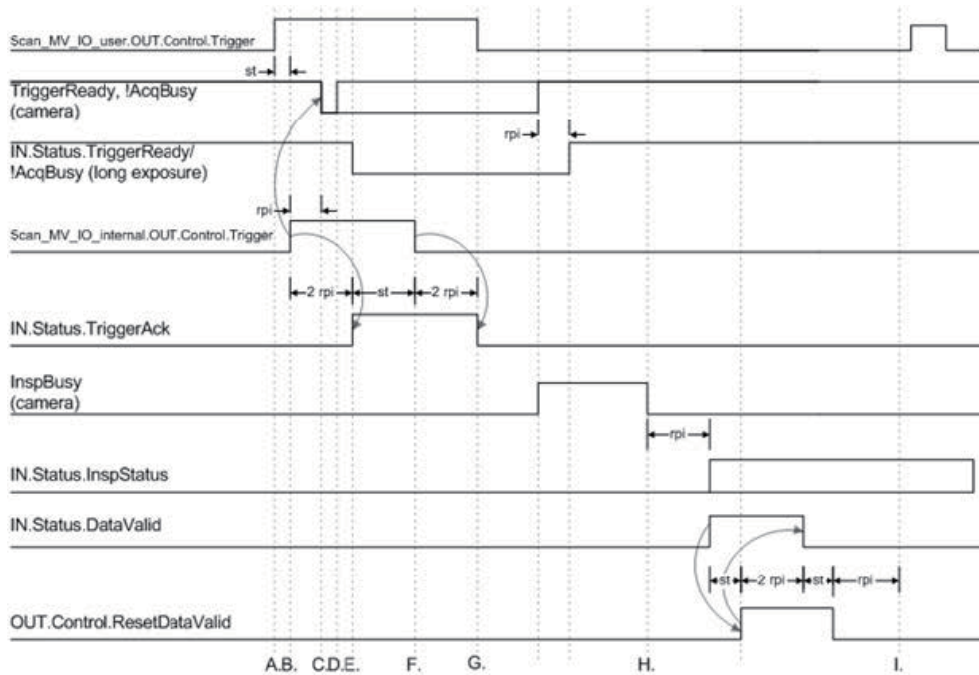 Scan_MV_IO_user.OUT.Control.Trigger
st
TriggerReady, !AcqBusy
(camera)
rpi
IN.Status.TriggerReady/
!AcqBusy (long exposure)
rpi
Scan_MV_IO_internal.OUT.Control.Trigger
2 rpi st 2 rpi
IN.Status.TriggerAck
InspBusy
(camera)
rpi
IN.Status.InspStatus
IN.Status.DataValid
st 2 rpi st rpi
OUT.Control.ResetDataValid
A.B. C.D.E. F. G. H. I.